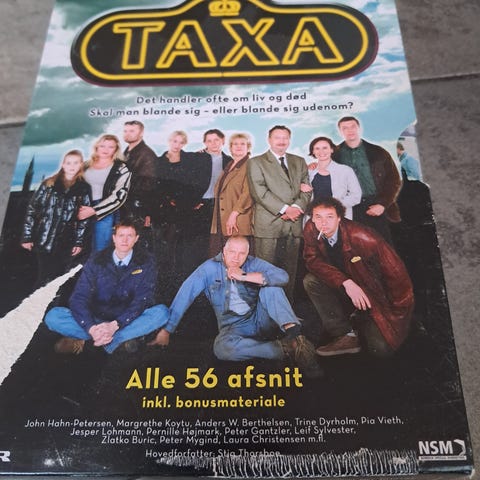 TAXA
Det handler ofte om liv og død
Skal man blande sig - eller blande sig udenom?
Alle 56 afsnit
inkl. bonusmateriale
John Hahn-Petersen, Margrethe Koytu, Anders W. Berthelsen, Trine Dyrholm, Pia Vieth,
Jesper Lohmann, Pernille Højmark, Peter Gantzler, Leif Sylvester,
Zlatko Buric, Peter Mygind, Laura Christensen m.fl.
Hovedforfatter: Stig Thorsboe
NSM